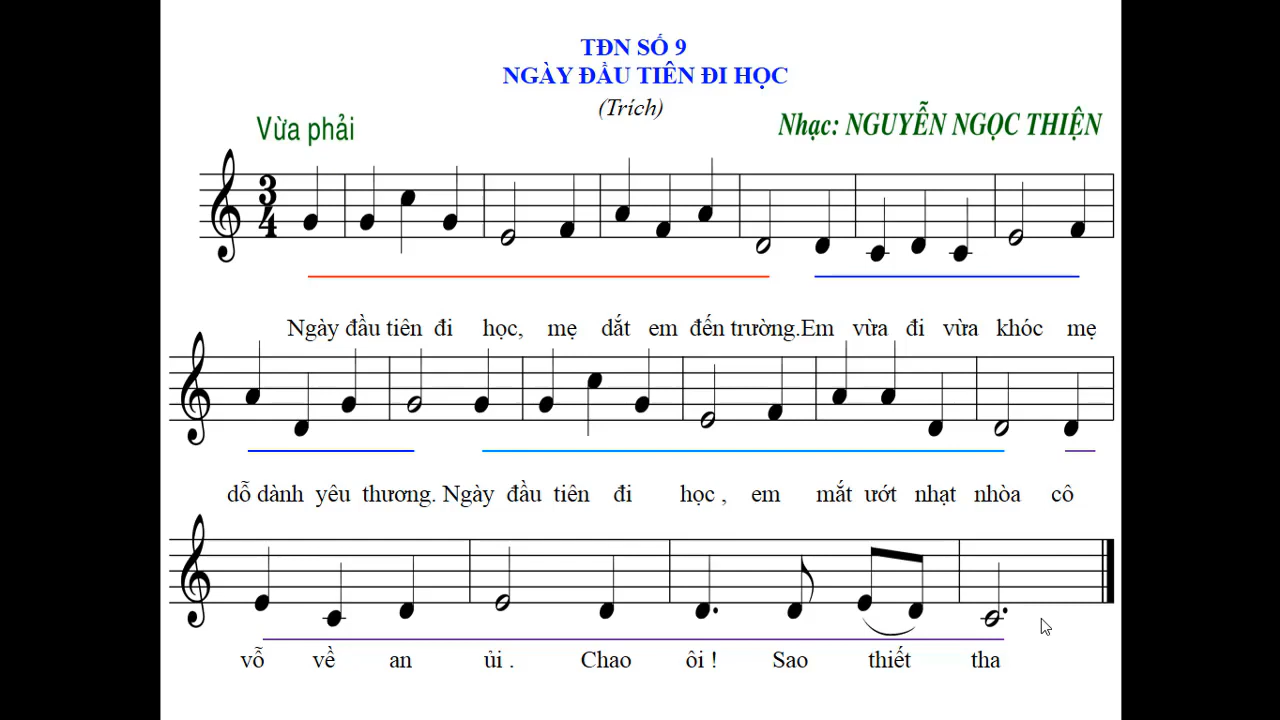 TĐN SỐ 9
NGÀY ĐẦU TIÊN ĐI HỌC
(Trích)
Vừa phải
Nhạc: NGUYỄN NGỌC THIỆN
3
4
Ngày đầu tiên đi học, mẹ dắt em đến trường.Em vừa đi vừa khóc mẹ
dỗ dành yêu thương. Ngày đầu tiên đi học , em mắt ướt nhạt nhòa cô
vỗ về an ủi . Chao ôi ! Sao thiết tha